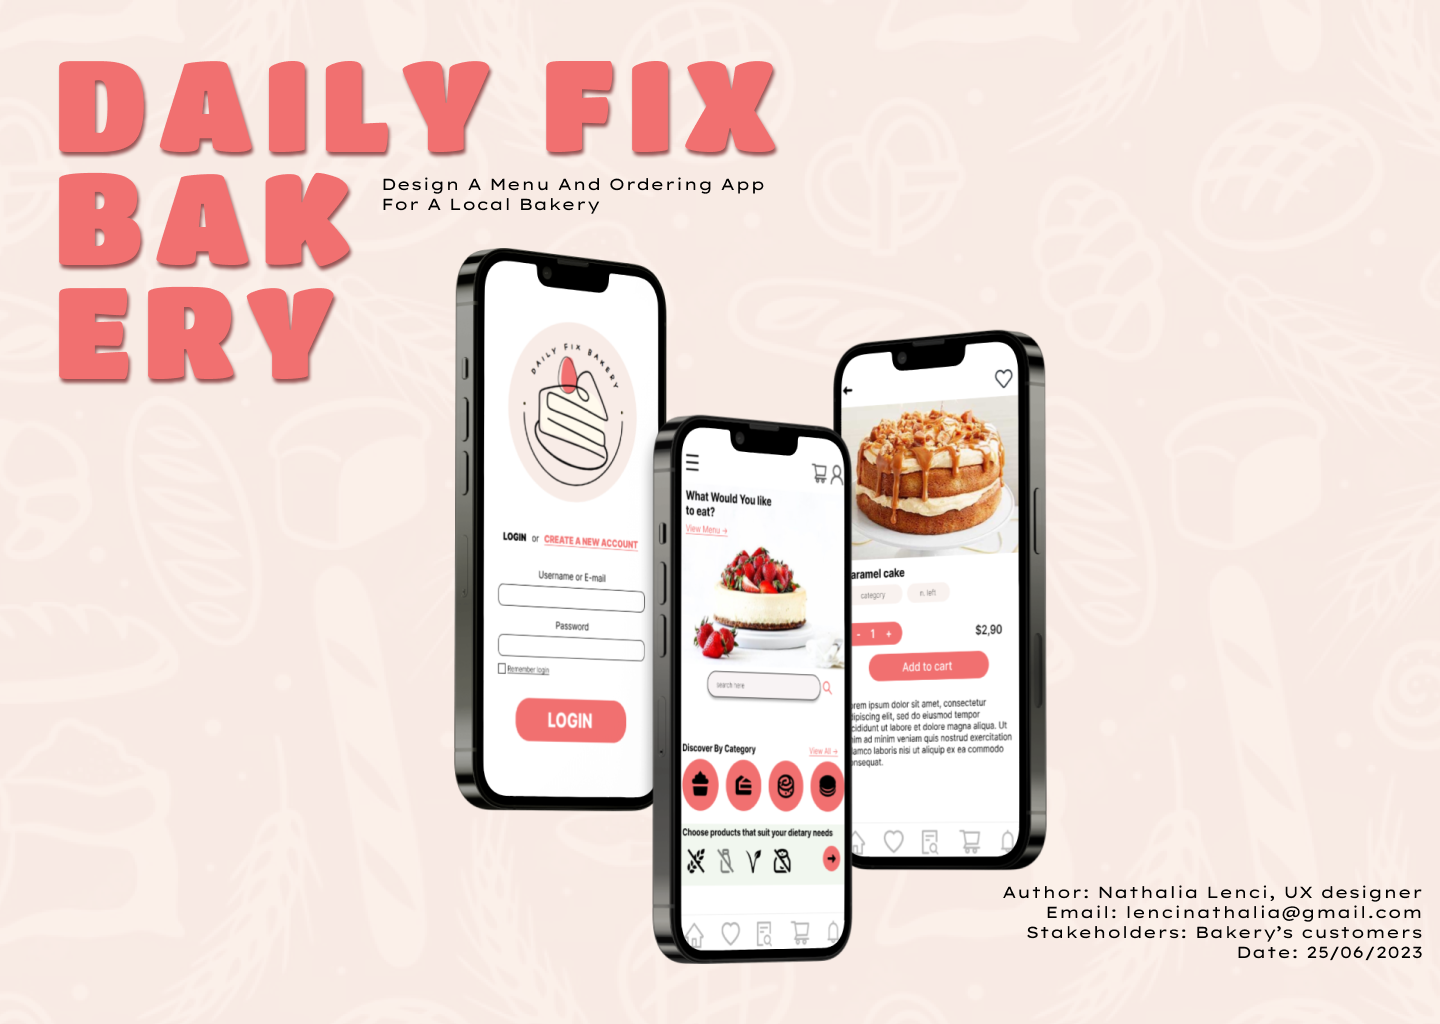 DAILY FIX
BAK
ERY
Design A Menu And Ordering App
For A Local Bakery
DAILY FIX BAKERY
LOGIN or CREATE A NEW ACCOUNT
Username or E-mail
Password
Remember login
LOGIN
What Would You like
to eat?
View Menu →
search here
Discover By Category
View All →
Choose products that suit your dietary needs
aramel cake
category
n. left
- 1 +
$2,90
Add to cart
rem ipsum dolor sit amet, consectetur
dipiscing elit, sed do eiusmod tempor
cididunt ut labore et dolore magna aliqua. Ut
im ad minim veniam quis nostrud exercitation
lamco laboris nisi ut aliquip ex ea commodo
nsequat.
Author: Nathalia Lenci, UX designer
Email: lencinathalia@gmail.com
Stakeholders: Bakery’s customers
Date: 25/06/2023